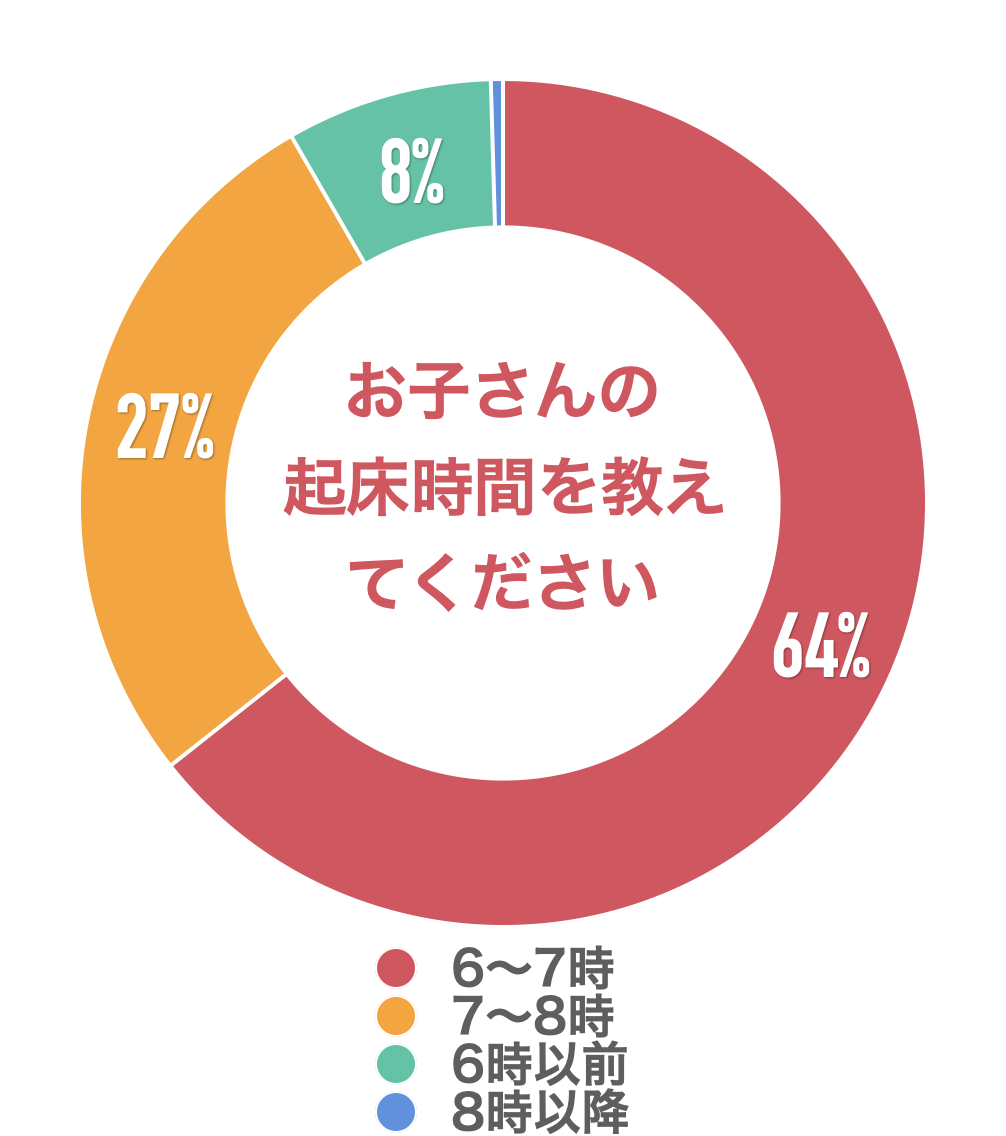 8%
27%
お子さんの
起床時間を教え
てください
64%
6〜7時
7〜8時
6時以前
8時以降